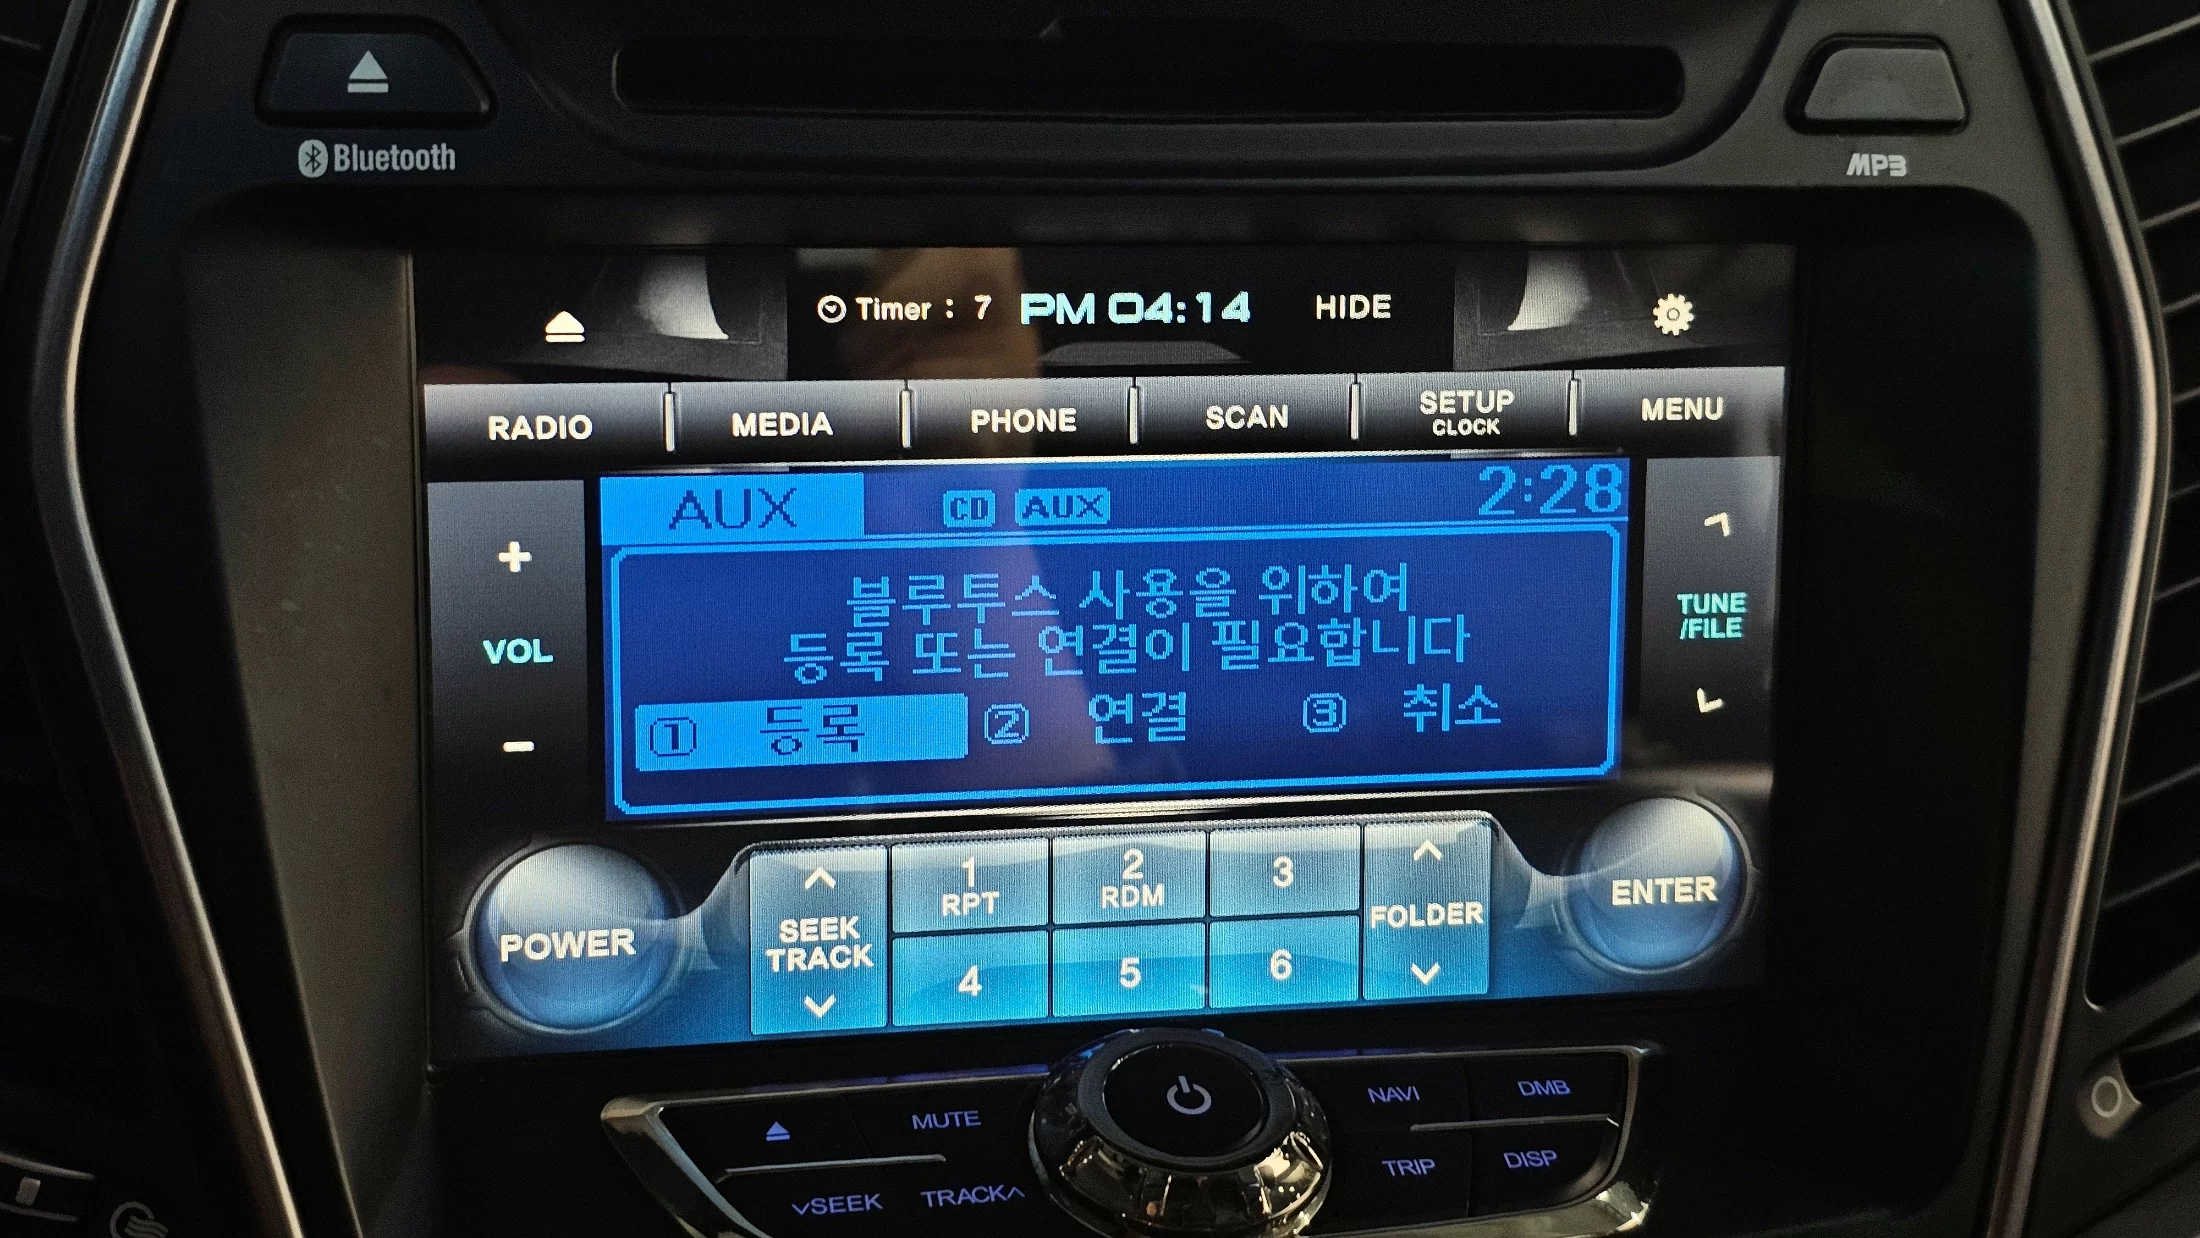 Bluetooth
MP3
Timer : 7 PM 04:14 HIDE
RADIO MEDIA PHONE SCAN SETUP CLOCK MENU
AUX CD AUX 2:28
블루투스 사용을 위하여
등록 또는 연결이 필요합니다
① 등록 ② 연결 ③ 취소
+
VOL
-
TUNE
/FILE
POWER
SEEK
TRACK
1
RPT
2
RDM
3
4
5
6
FOLDER
ENTER
MUTE
SEEK TRACK
NAVI DMB
TRIP DISP